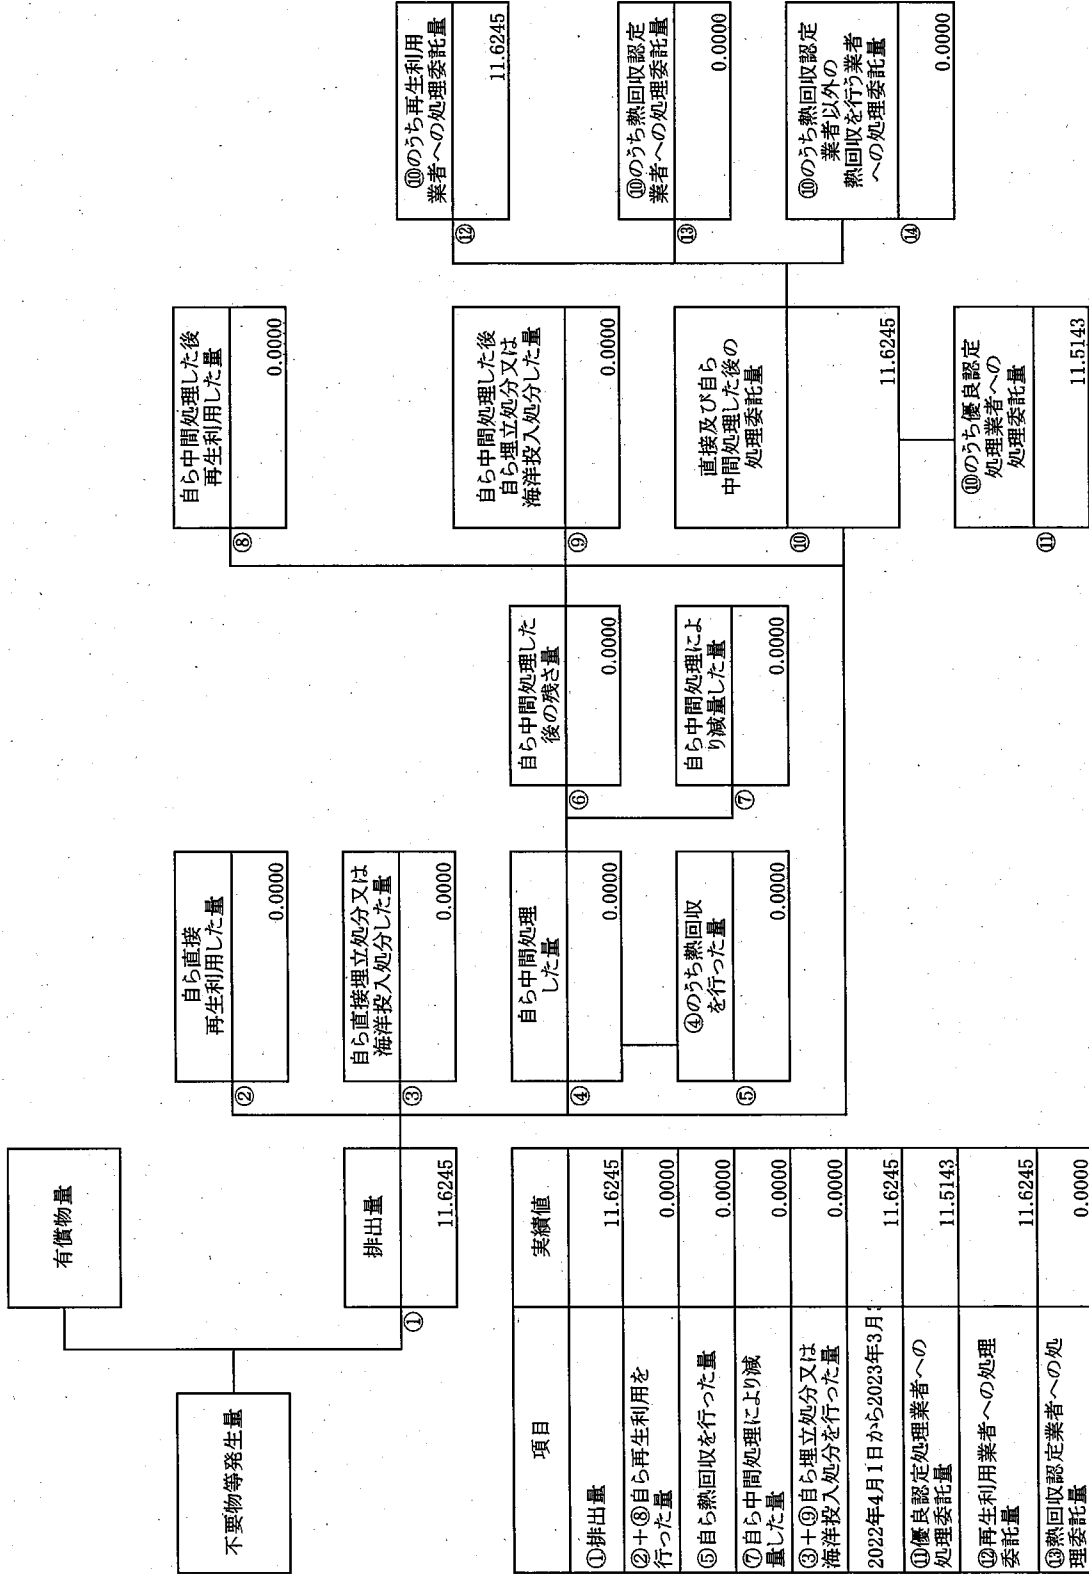 不要物等発生量
有償物量
排出量
①
11.6245
自ら直接
再生利用した量
②
0.0000
自ら直接埋立処分又は
海洋投入処分した量
③
0.0000
自ら中間処理
した量
④
0.0000
④のうち熱回収
を行った量
⑤
0.0000
自ら中間処理した
後の残さ量
⑥
0.0000
自ら中間処理によ
り減量した量
⑦
0.0000
自ら中間処理した後
再生利用した量
⑧
0.0000
自ら中間処理した後
自ら埋立処分又は
海洋投入処分した量
⑨
0.0000
直接及び自ら
中間処理した後の
処理委託量
⑩
11.6245
⑩のうち優良認定
処理業者への
処理委託量
⑪
11.5143
⑩のうち再生利用
業者への処理委託量
⑫
11.6245
⑩のうち熱回収認定
業者への処理委託量
⑬
0.0000
⑩のうち熱回収認定
業者以外の
熱回収を行う業者
への処理委託量
⑭
0.0000
項目 実績値
①排出量 11.6245
②+⑧自ら再生利用を
行った量 0.0000
⑤自ら熱回収を行った量 0.0000
⑦自ら中間処理により減
量した量 0.0000
③+⑨自ら埋立処分又は
海洋投入処分を行った量 0.0000
2022年4月1日から2023年3月 11.6245
⑪優良認定処理業者への
処理委託量 11.5143
⑫再生利用業者への処理
委託量 11.6245
⑬熱回収認定業者への処
理委託量 0.0000